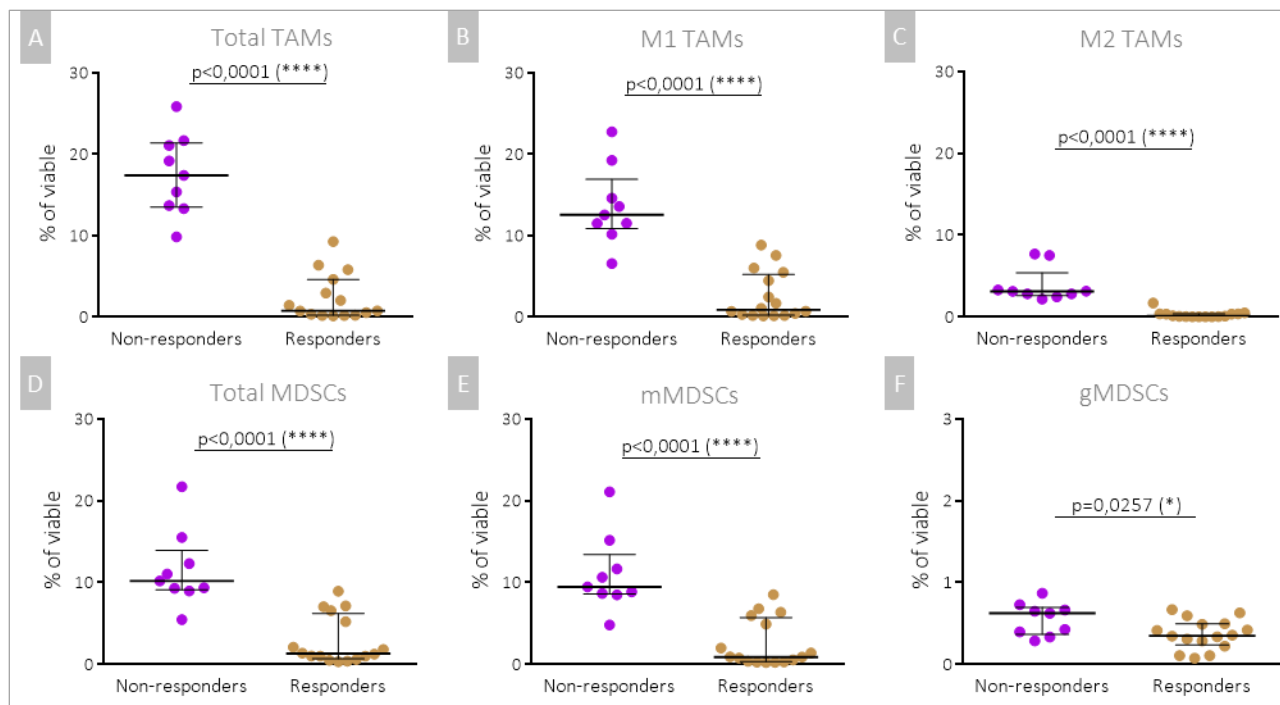 A
Total TAMs
p<0,0001 (****)
30
20
10
0
% of viable
Non-responders
Responders
B
M1 TAMs
p<0,0001 (****)
30
20
10
0
% of viable
Non-responders
Responders
C
M2 TAMs
p<0,0001 (****)
30
20
10
0
% of viable
Non-responders
Responders
D
Total MDSCs
p<0,0001 (****)
30
20
10
0
% of viable
Non-responders
Responders
E
mMDSCs
p<0,0001 (****)
30
20
10
0
% of viable
Non-responders
Responders
F
gMDSCs
p=0,0257 (*)
3
2
1
0
% of viable
Non-responders
Responders